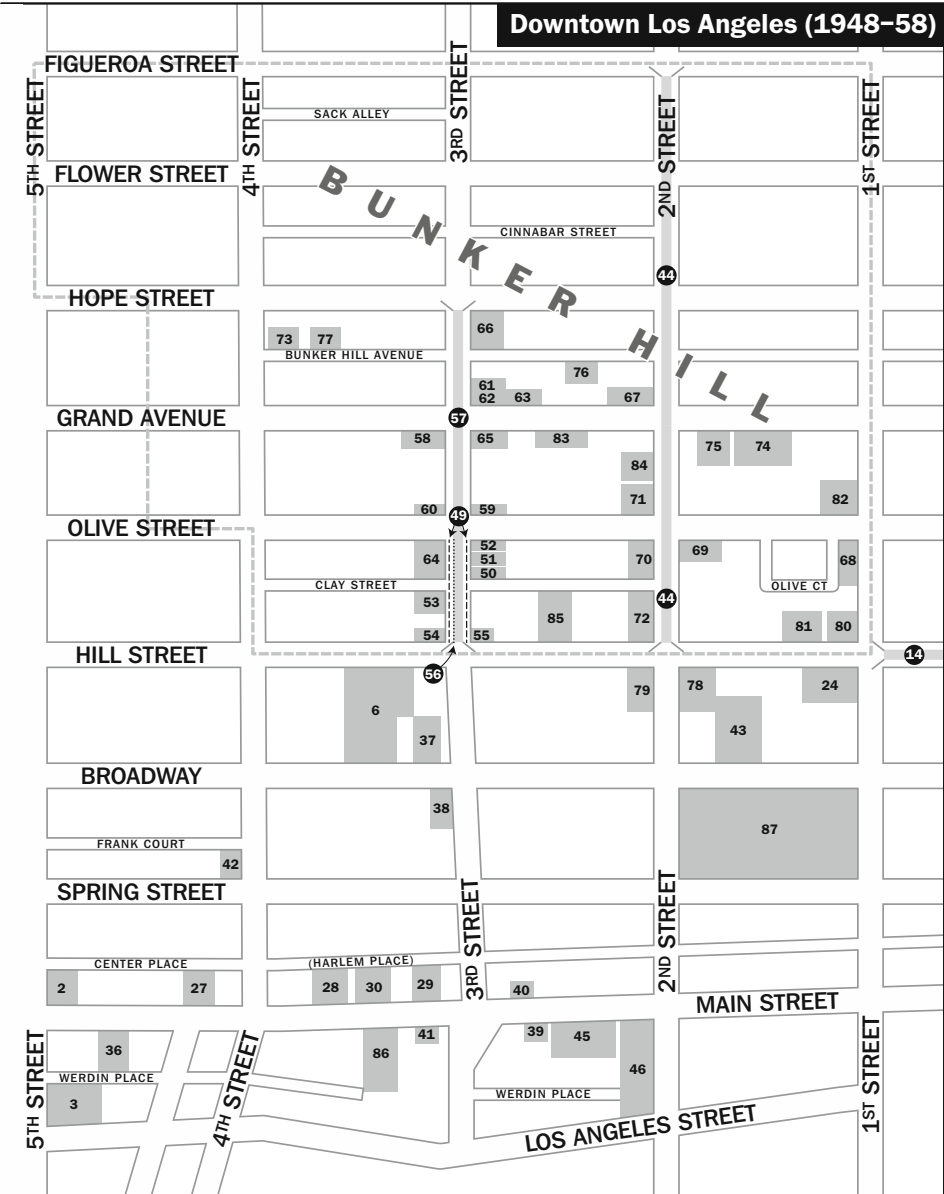 Downtown Los Angeles (1948–58)
FIGUEROA STREET
5TH STREET
4TH STREET
3RD STREET
2ND STREET
1ST STREET
SACK ALLEY
FLOWER STREET
BUNKER HILL
CINNABAR STREET
44
HOPE STREET
73 77
66
BUNKER HILL AVENUE
76
61
62 63 67
GRAND AVENUE
57
58 65 83
75 74
84
71
82
60 49 59
OLIVE STREET
52
51
50
64
70
69
68
OLIVE CT
CLAY STREET
53
85
72
44
54 55
81 80
HILL STREET
14
56
6
37
79
78
24
43
BROADWAY
38
87
FRANK COURT
42
SPRING STREET
3RD STREET
2ND STREET
CENTER PLACE
(HARLEM PLACE)
2 27
28 30 29
40
MAIN STREET
5TH STREET
4TH STREET
1ST STREET
36
41
86
39 45
46
WERDIN PLACE
3
WERDIN PLACE
LOS ANGELES STREET